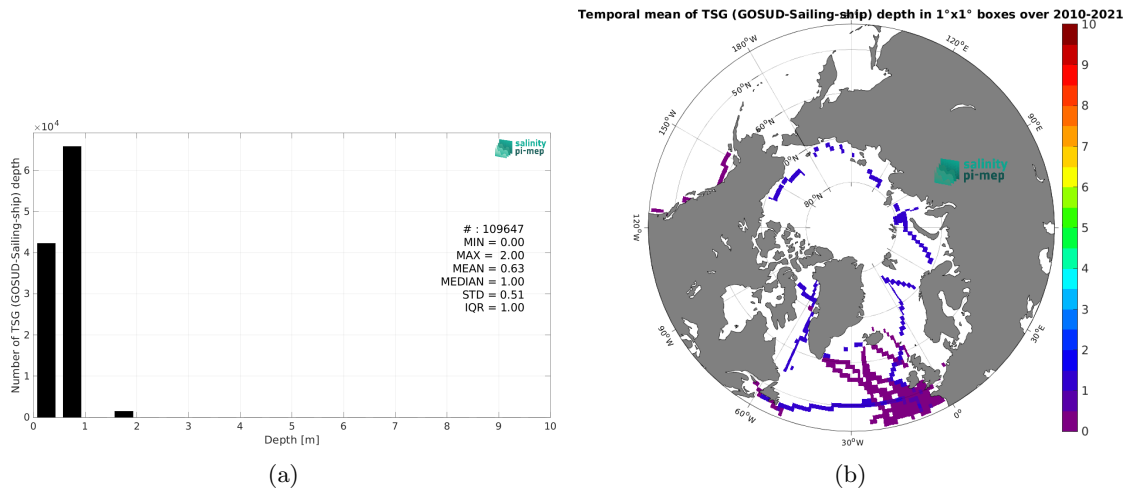 Temporal mean of TSG (GOSUD-Sailing-ship) depth in 1°x1° boxes over 2010-2021
×10⁴
Number of TSG (GOSUD-Sailing-ship) depth
6
5
4
3
2
1
0
salinity
pi-mep
# : 109647
MIN = 0.00
MAX = 2.00
MEAN = 0.63
MEDIAN = 1.00
STD = 0.51
IQR = 1.00
0 1 2 3 4 5 6 7 8 9 10
Depth [m]
(a)
180°W
120°E
150°W
50°N
60°N
90°E
80°N
salinity
pi-mep
120°W
90°W
30°E
60°W
0°
30°W
10
9
8
7
6
5
4
3
2
1
0
(b)